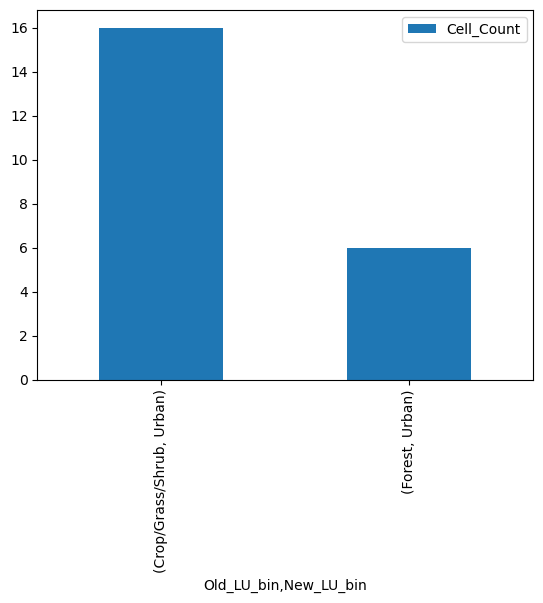 Cell_Count
16
14
12
10
8
6
4
2
0
(Crop/Grass/Shrub, Urban)
(Forest, Urban)
Old_LU_bin,New_LU_bin